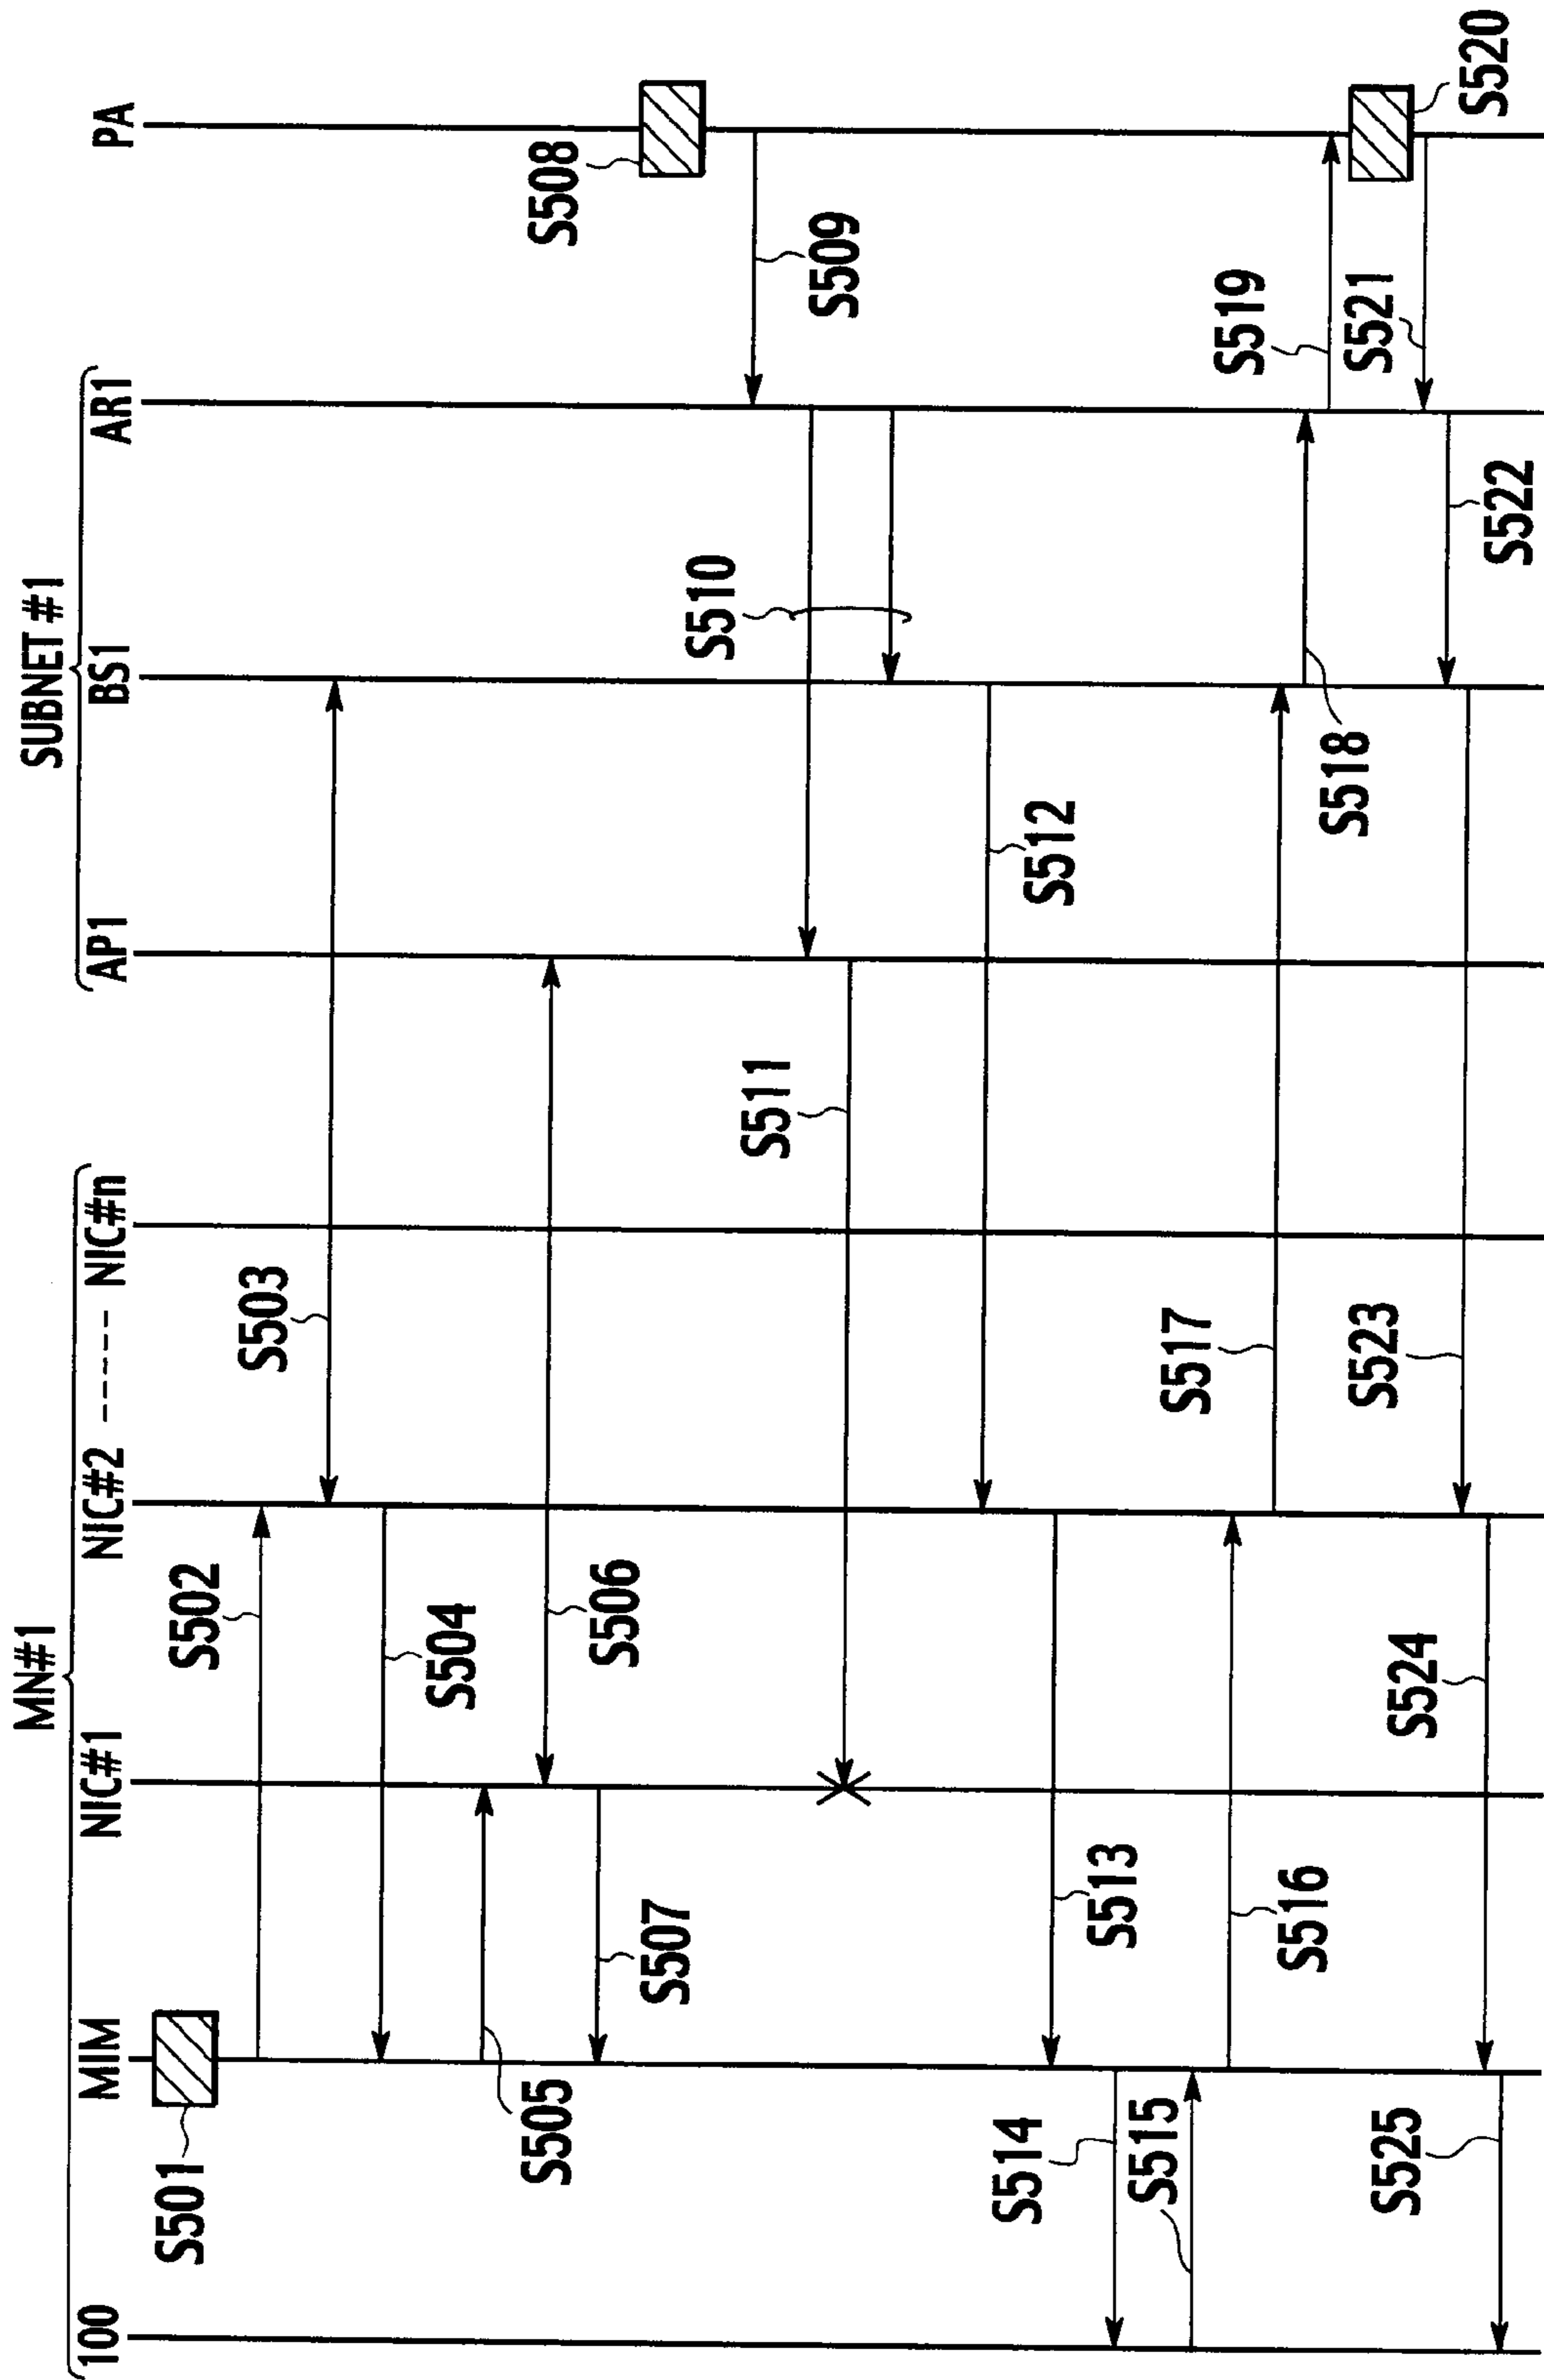 MN#1
SUBNET #1
100
MIM
NIC#1
NIC#2 ------ NIC#n
AP1
BS1
AR1
PA
S501
S502
S503
S504
S505
S506
S507
S508
S509
S510
S511
S512
S513
S514
S515
S516
S517
S518
S519
S520
S521
S522
S523
S524
S525